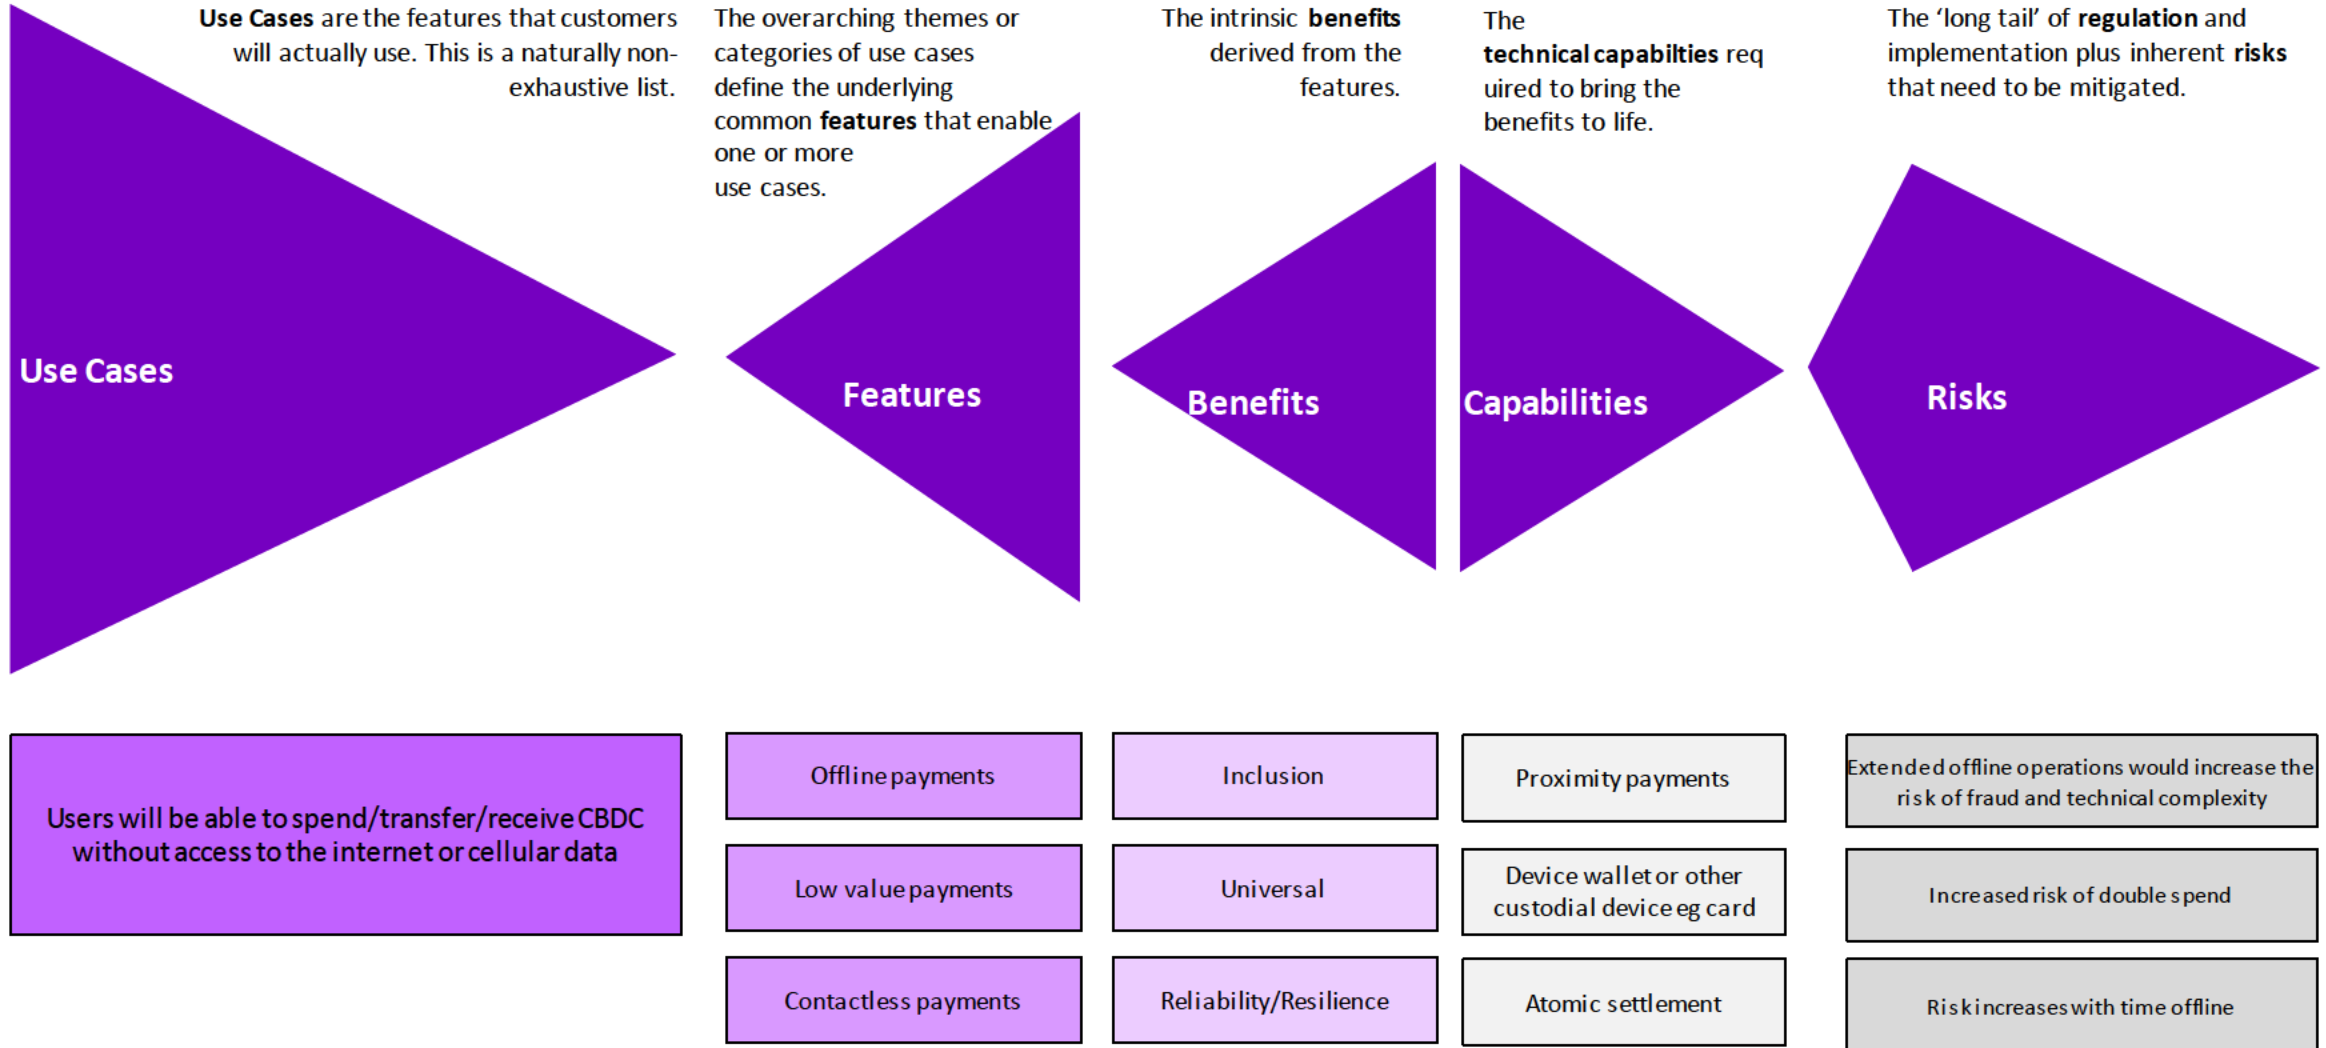 Use Cases are the features that customers
will actually use. This is a naturally non-
exhaustive list.
The overarching themes or
categories of use cases
define the underlying
common features that enable
one or more
use cases.
The intrinsic benefits
derived from the
features.
The
technical capabilties req
uired to bring the
benefits to life.
The ‘long tail’ of regulation and
implementation plus inherent risks
that need to be mitigated.
Use Cases
Features
Benefits
Capabilities
Risks
Users will be able to spend/transfer/receive CBDC
without access to the internet or cellular data
Offline payments
Low value payments
Contactless payments
Inclusion
Universal
Reliability/Resilience
Proximity payments
Device wallet or other
custodial device eg card
Atomic settlement
Extended offline operations would increase the
risk of fraud and technical complexity
Increased risk of double spend
Risk increases with time offline